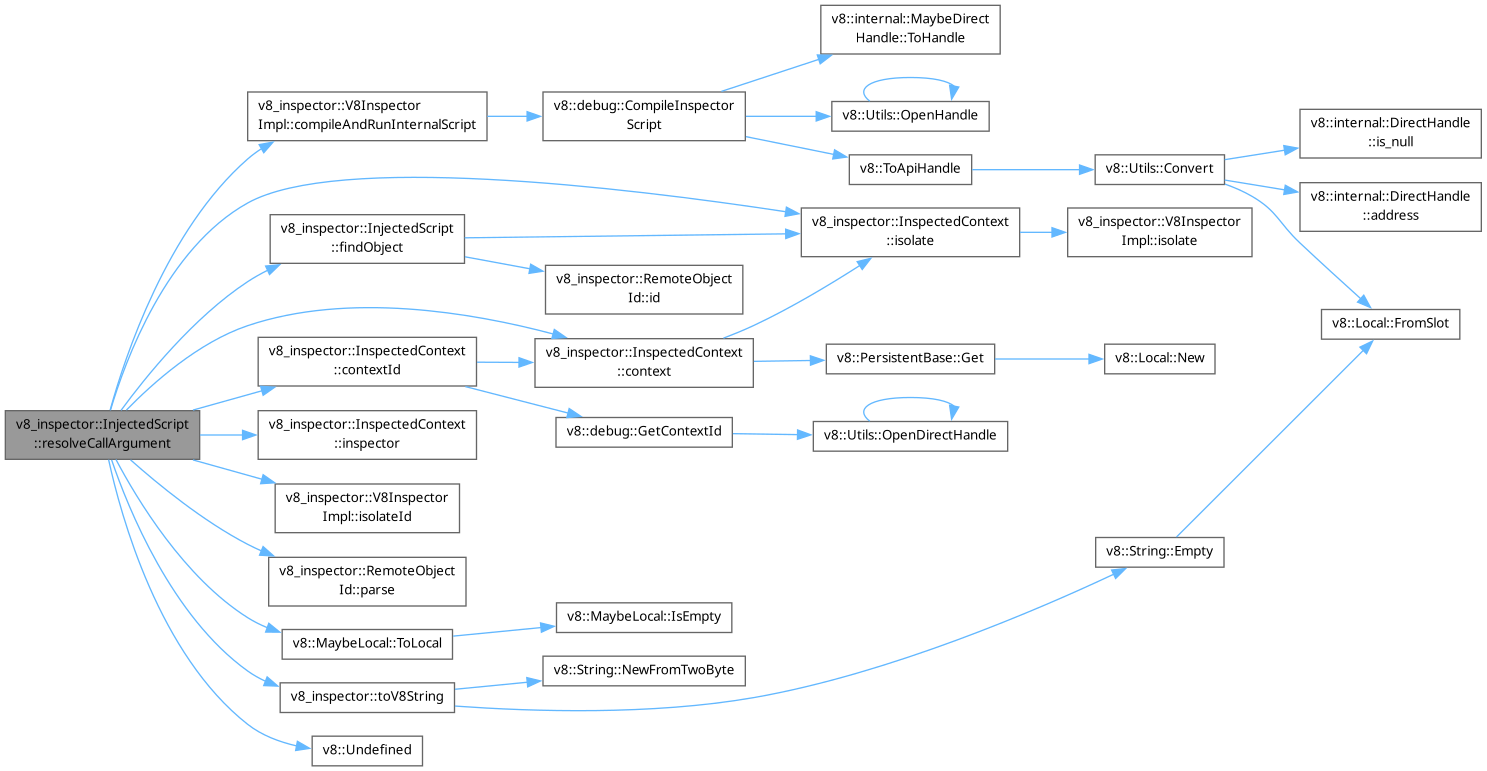 v8_inspector::InjectedScript
::resolveCallArgument
v8_inspector::V8Inspector
Impl::compileAndRunInternalScript
v8::debug::CompileInspector
Script
v8::internal::MaybeDirect
Handle::ToHandle
v8::Utils::OpenHandle
v8::ToApiHandle
v8::Utils::Convert
v8::internal::DirectHandle
::is_null
v8::internal::DirectHandle
::address
v8::Local::FromSlot
v8_inspector::InjectedScript
::findObject
v8_inspector::InspectedContext
::isolate
v8_inspector::V8Inspector
Impl::isolate
v8_inspector::RemoteObject
Id::id
v8_inspector::InspectedContext
::contextId
v8_inspector::InspectedContext
::context
v8::PersistentBase::Get
v8::Local::New
v8::debug::GetContextId
v8::Utils::OpenDirectHandle
v8_inspector::InspectedContext
::inspector
v8_inspector::V8Inspector
Impl::isolateId
v8_inspector::RemoteObject
Id::parse
v8::MaybeLocal::ToLocal
v8::MaybeLocal::IsEmpty
v8_inspector::toV8String
v8::String::NewFromTwoByte
v8::String::Empty
v8::Undefined